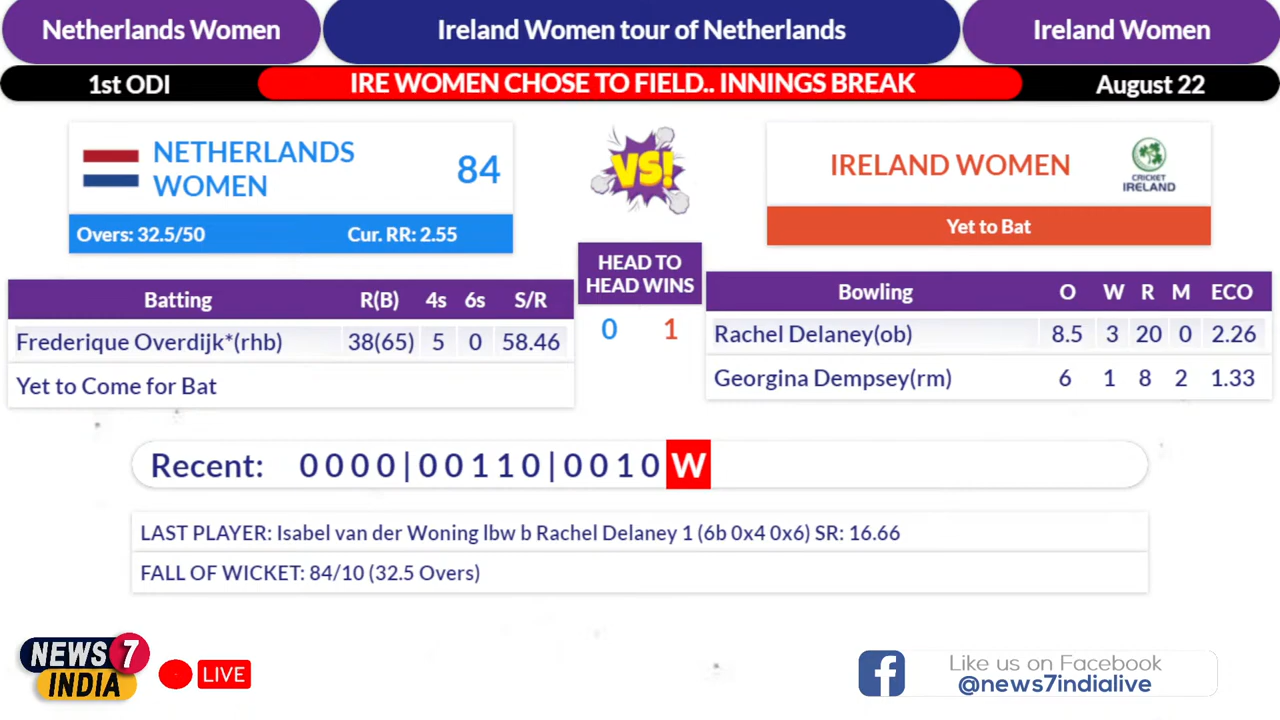 Netherlands Women
Ireland Women tour of Netherlands
Ireland Women
1st ODI
IRE WOMEN CHOSE TO FIELD.. INNINGS BREAK
August 22
NETHERLANDS
WOMEN
84
Overs: 32.5/50
Cur. RR: 2.55
VS!
IRELAND WOMEN
CRICKET
IRELAND
Yet to Bat
HEAD TO
HEAD WINS
0 1
Batting R(B) 4s 6s S/R
Frederique Overdijk*(rhb) 38(65) 5 0 58.46
Yet to Come for Bat
Bowling O W R M ECO
Rachel Delaney(ob) 8.5 3 20 0 2.26
Georgina Dempsey(rm) 6 1 8 2 1.33
Recent: 0 0 0 0 | 0 0 1 1 0 | 0 0 1 0 W
LAST PLAYER: Isabel van der Woning lbw b Rachel Delaney 1 (6b 0x4 0x6) SR: 16.66
FALL OF WICKET: 84/10 (32.5 Overs)
NEWS 7
INDIA
LIVE
Like us on Facebook
@news7indialive